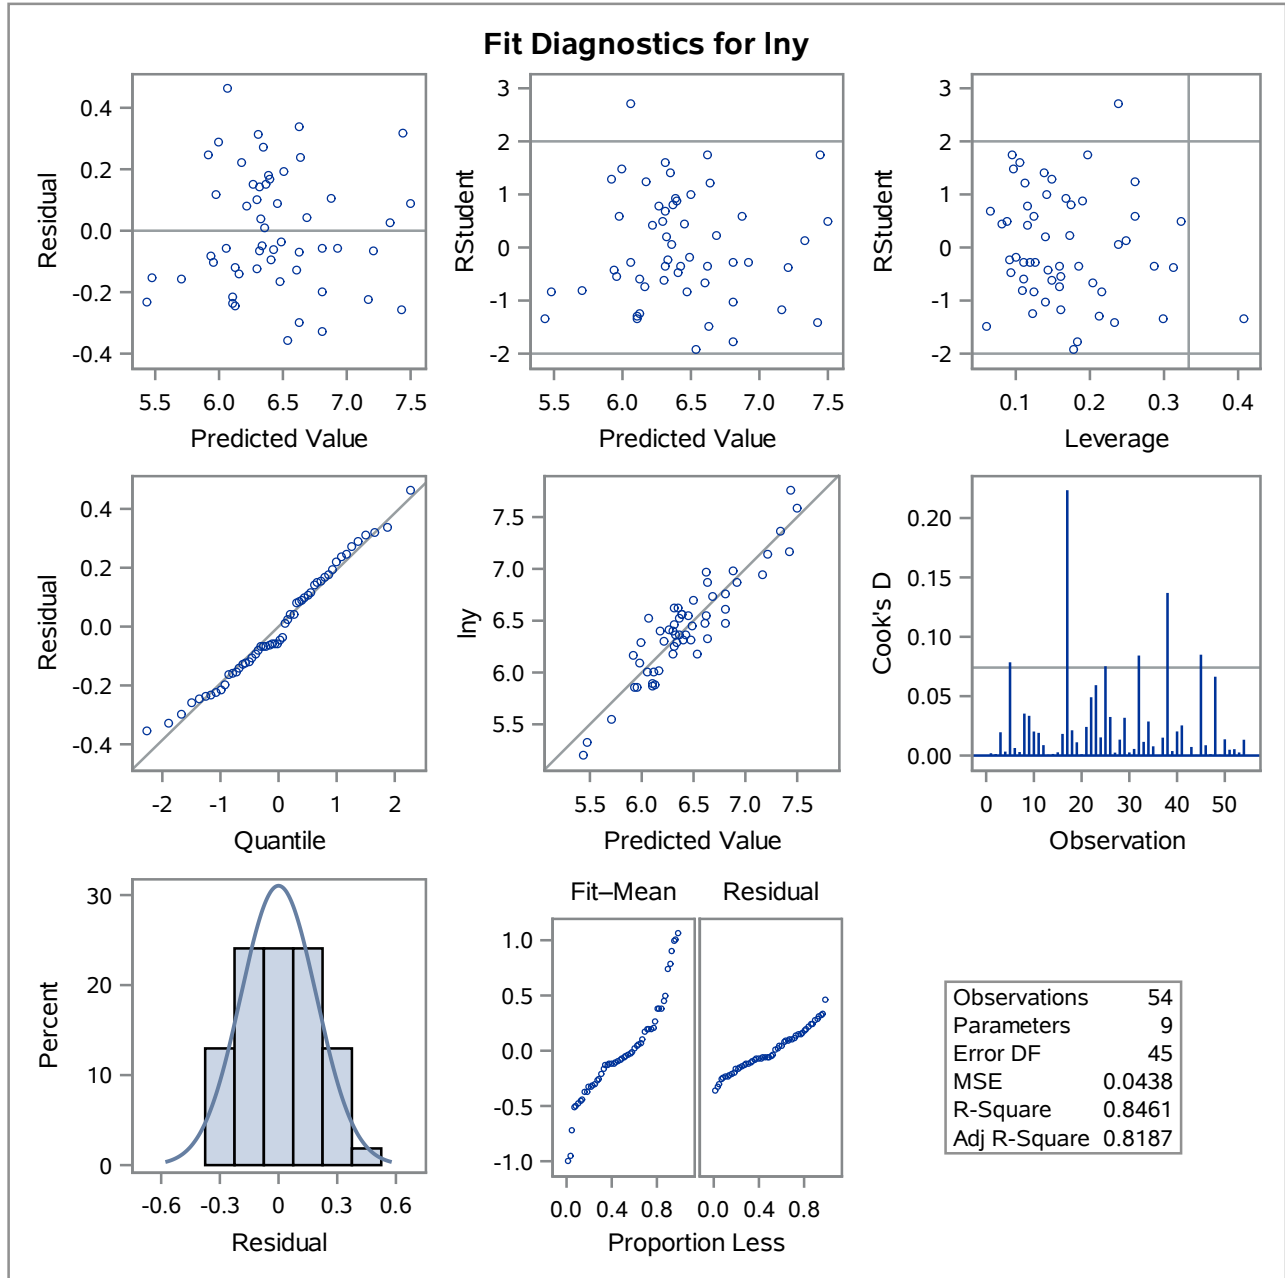 Fit Diagnostics for lny
Residual
0.4
0.2
0.0
-0.2
-0.4
5.5 6.0 6.5 7.0 7.5
Predicted Value
RStudent
3
2
1
0
-1
-2
5.5 6.0 6.5 7.0 7.5
Predicted Value
RStudent
3
2
1
0
-1
-2
0.1 0.2 0.3 0.4
Leverage
Residual
0.4
0.2
0.0
-0.2
-0.4
-2 -1 0 1 2
Quantile
lny
7.5
7.0
6.5
6.0
5.5
5.5 6.0 6.5 7.0 7.5
Predicted Value
Cook's D
0.20
0.15
0.10
0.05
0.00
0 10 20 30 40 50
Observation
Percent
30
20
10
0
-0.6 -0.3 0 0.3 0.6
Residual
Fit–Mean Residual
1.0
0.5
0.0
-0.5
-1.0
0.0 0.4 0.8 0.0 0.4 0.8
Proportion Less
Observations 54
Parameters 9
Error DF 45
MSE 0.0438
R-Square 0.8461
Adj R-Square 0.8187